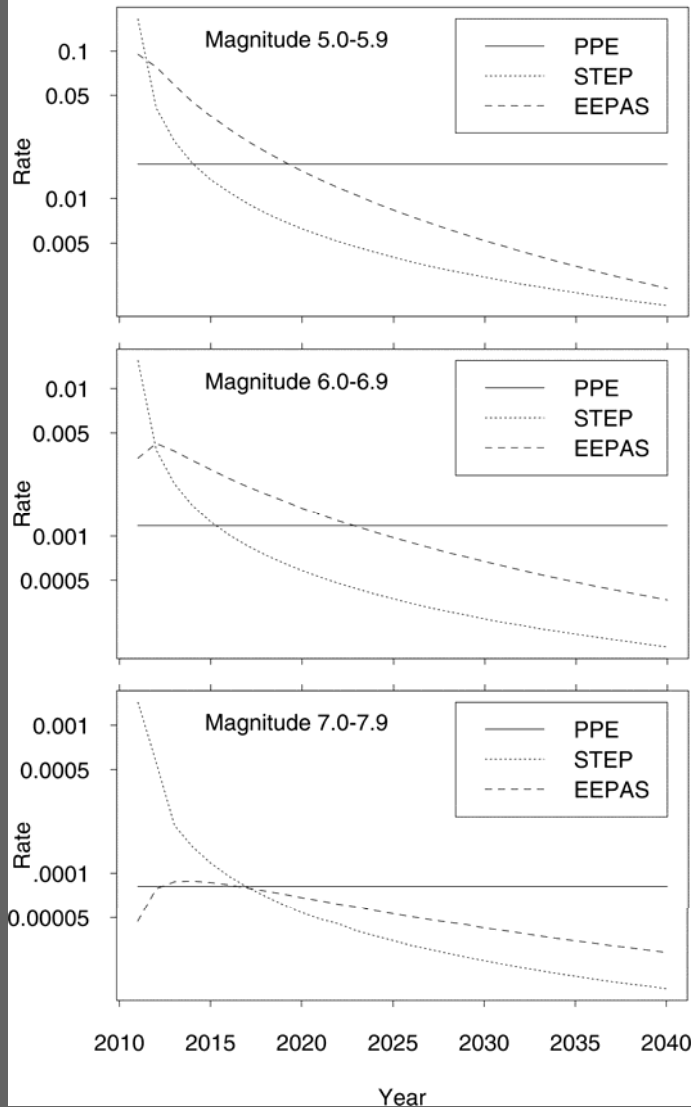 Magnitude 5.0-5.9
PPE
STEP
EEPAS
0.1
0.05
0.01
0.005
Rate
Magnitude 6.0-6.9
PPE
STEP
EEPAS
0.01
0.005
0.001
0.0005
Rate
Magnitude 7.0-7.9
PPE
STEP
EEPAS
0.001
0.0005
.0001
0.00005
Rate
2010 2015 2020 2025 2030 2035 2040
Year